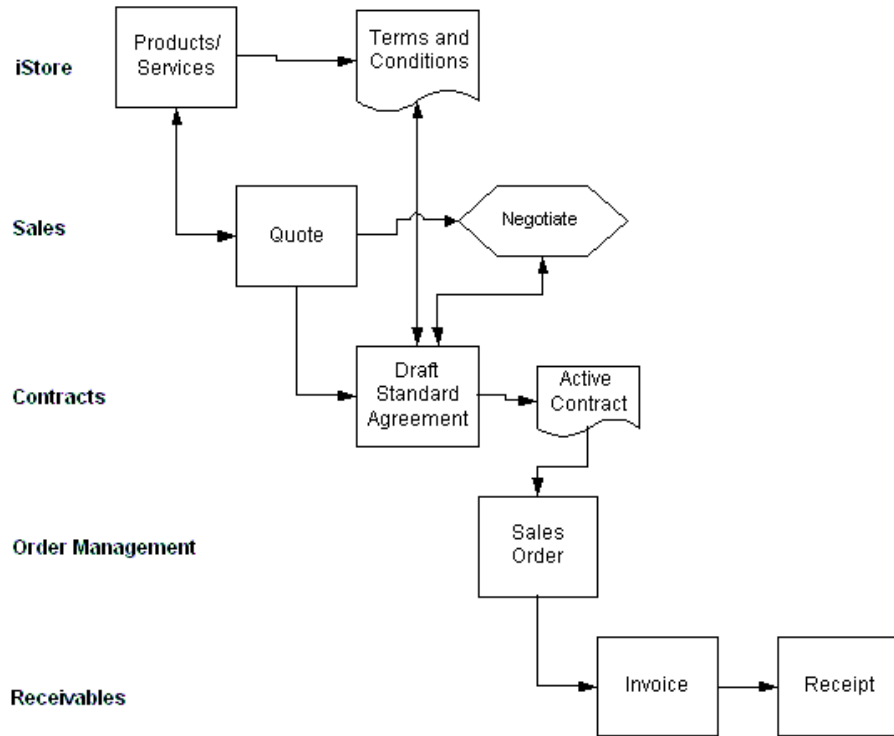 iStore
Products/
Services
Terms and
Conditions
Sales
Quote
Negotiate
Contracts
Draft
Standard
Agreement
Active
Contract
Order Management
Sales
Order
Receivables
Invoice
Receipt